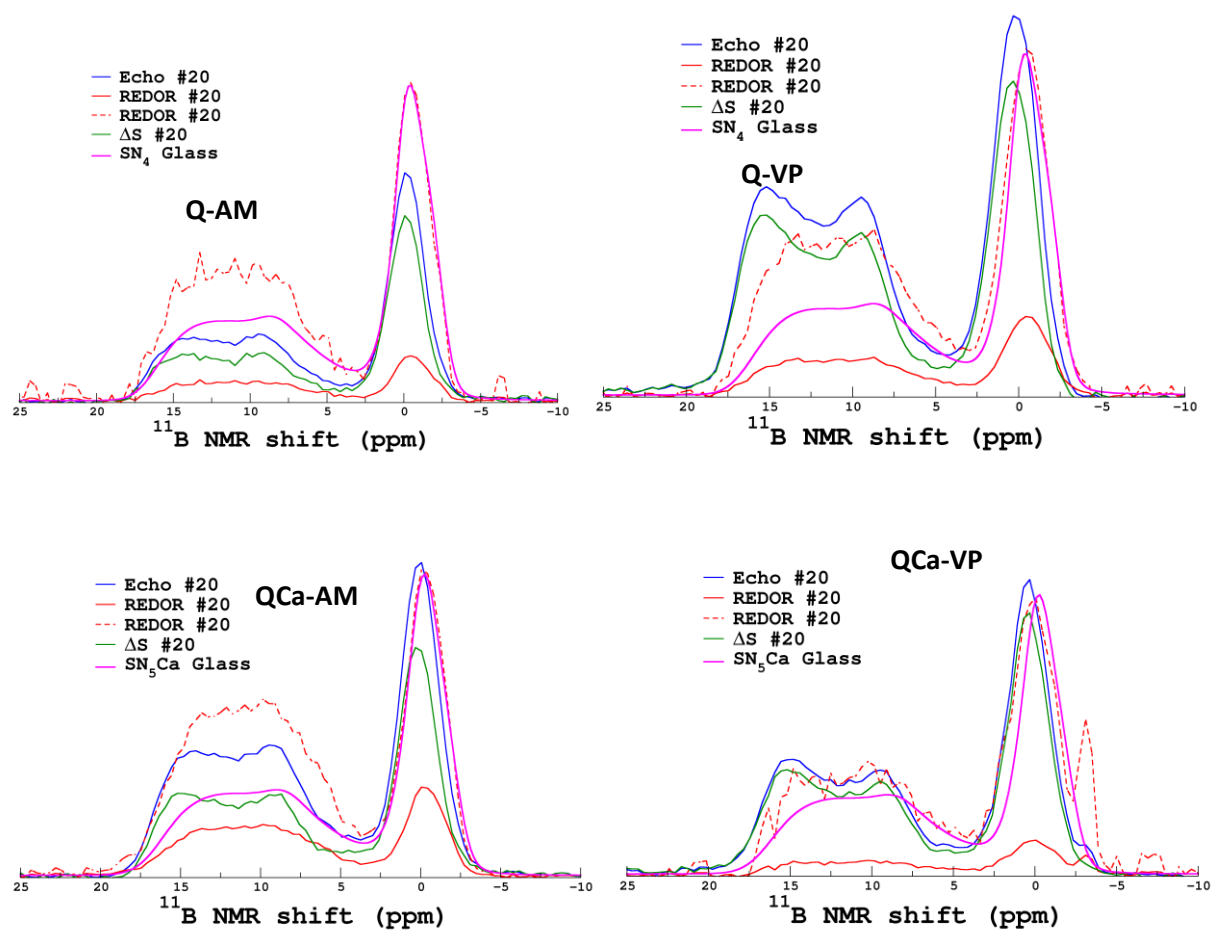 Echo #20
REDOR #20
REDOR #20
ΔS #20
SN4 Glass
Q-AM
25 20 15 10 5 0 -5 -10
11B NMR shift (ppm)
Echo #20
REDOR #20
REDOR #20
ΔS #20
SN4 Glass
Q-VP
25 20 15 10 5 0 -5 -10
11B NMR shift (ppm)
Echo #20
REDOR #20
REDOR #20
ΔS #20
SN5Ca Glass
QCa-AM
25 20 15 10 5 0 -5 -10
11B NMR shift (ppm)
QCa-VP
Echo #20
REDOR #20
REDOR #20
ΔS #20
SN5Ca Glass
25 20 15 10 5 0 -5 -10
11B NMR shift (ppm)